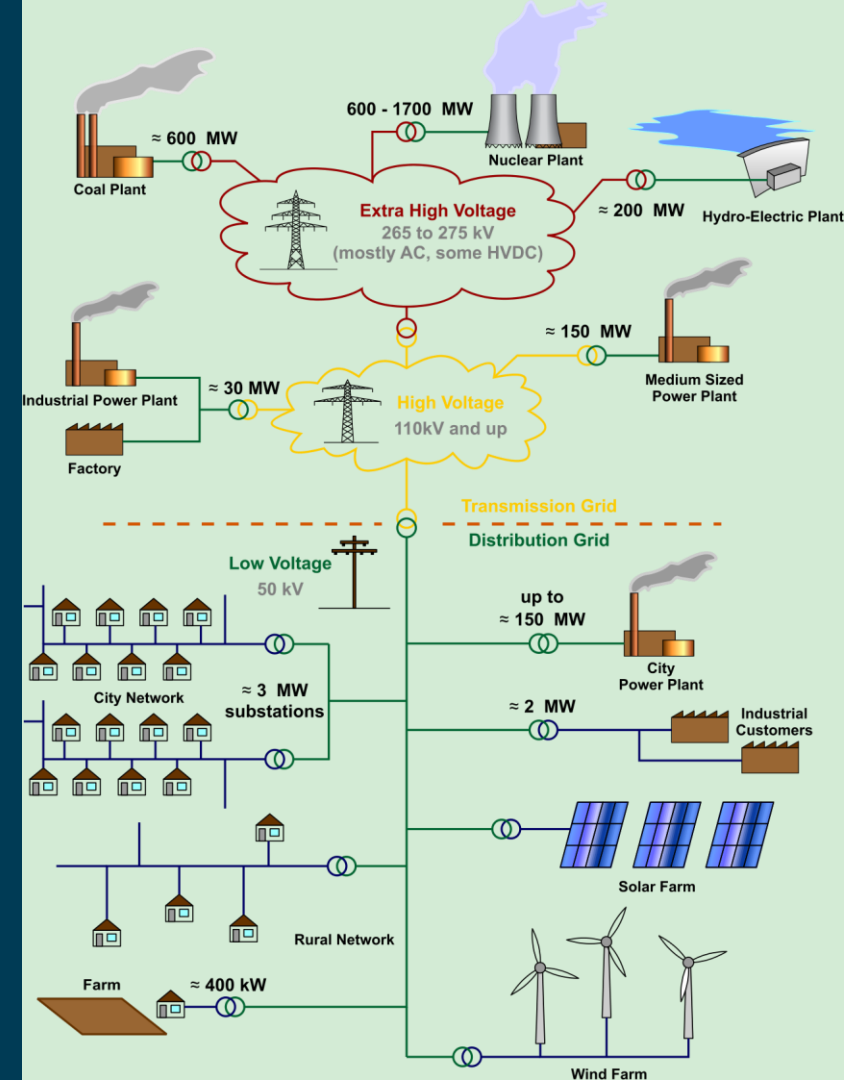 600 - 1700 MW
≈ 600 MW
Nuclear Plant
Coal Plant
≈ 200 MW
Hydro-Electric Plant
Extra High Voltage
265 to 275 kV
(mostly AC, some HVDC)
≈ 150 MW
Medium Sized
Power Plant
Industrial Power Plant
≈ 30 MW
Factory
High Voltage
110kV and up
Transmission Grid
Distribution Grid
Low Voltage
50 kV
up to
≈ 150 MW
City
Power Plant
City Network
≈ 3 MW
substations
≈ 2 MW
Industrial
Customers
Solar Farm
Rural Network
Farm
≈ 400 kW
Wind Farm